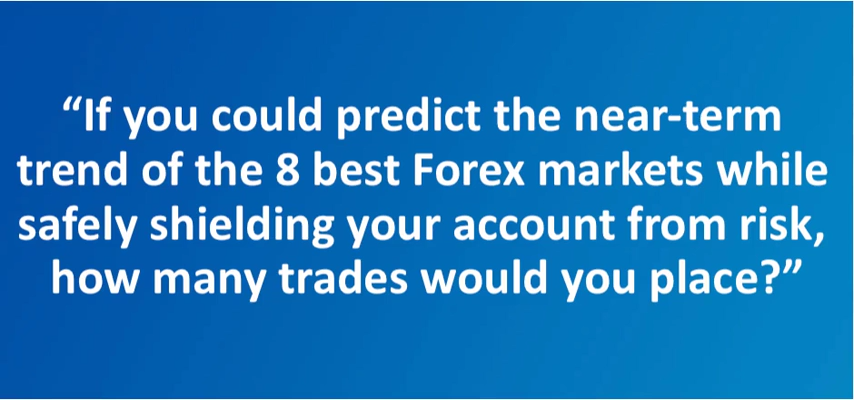 “If you could predict the near-term
trend of the 8 best Forex markets while
safely shielding your account from risk,
how many trades would you place?”